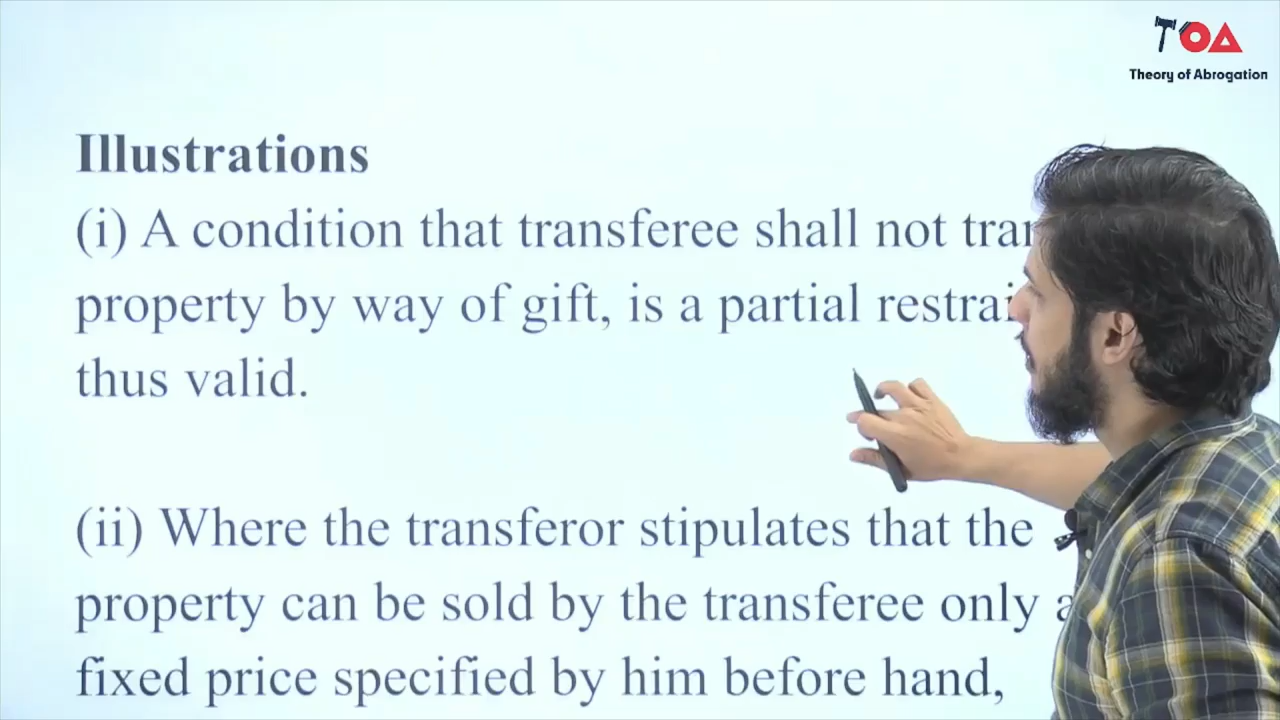 TOA
Theory of Abrogation
Illustrations
(i) A condition that transferee shall not
property by way of gift, is a partial
thus valid.
(ii) Where the transferor stipulates that the
property can be sold by the transferee only
fixed price specified by him before hand,